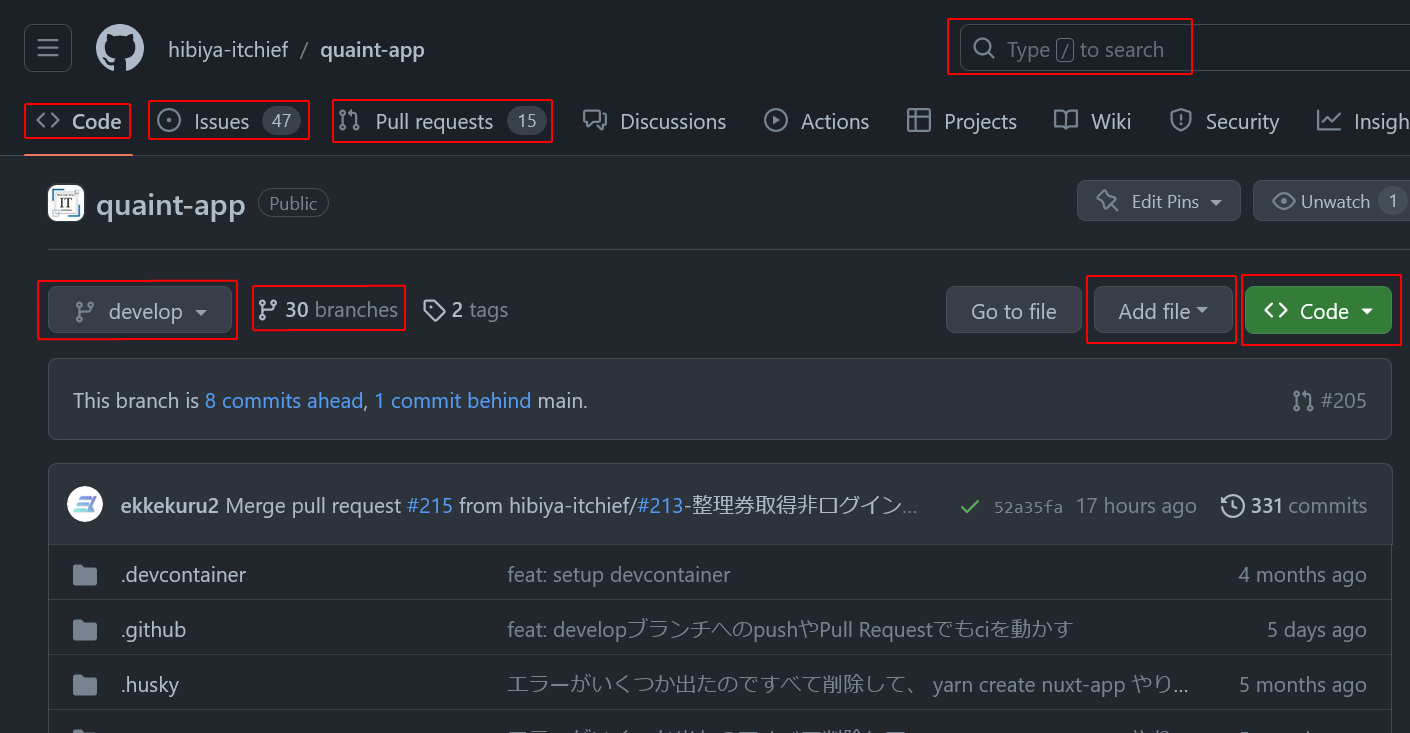 hibiya-itchief / quaint-app
Type / to search
Code Issues 47 Pull requests 15 Discussions Actions Projects Wiki Security Insigh
IT
quaint-app Public Edit Pins Unwatch 1
develop 30 branches 2 tags Go to file Add file Code
This branch is 8 commits ahead, 1 commit behind main. #205
ekkekuru2 Merge pull request #215 from hibiya-itchief/#213-整理券取得非ログイン… 52a35fa 17 hours ago 331 commits
.devcontainer feat: setup devcontainer 4 months ago
.github feat: developブランチへのpushやPull Requestでもciを動かす 5 days ago
.husky エラーがいくつか出たのですべて削除して、 yarn create nuxt-app やり… 5 months ago